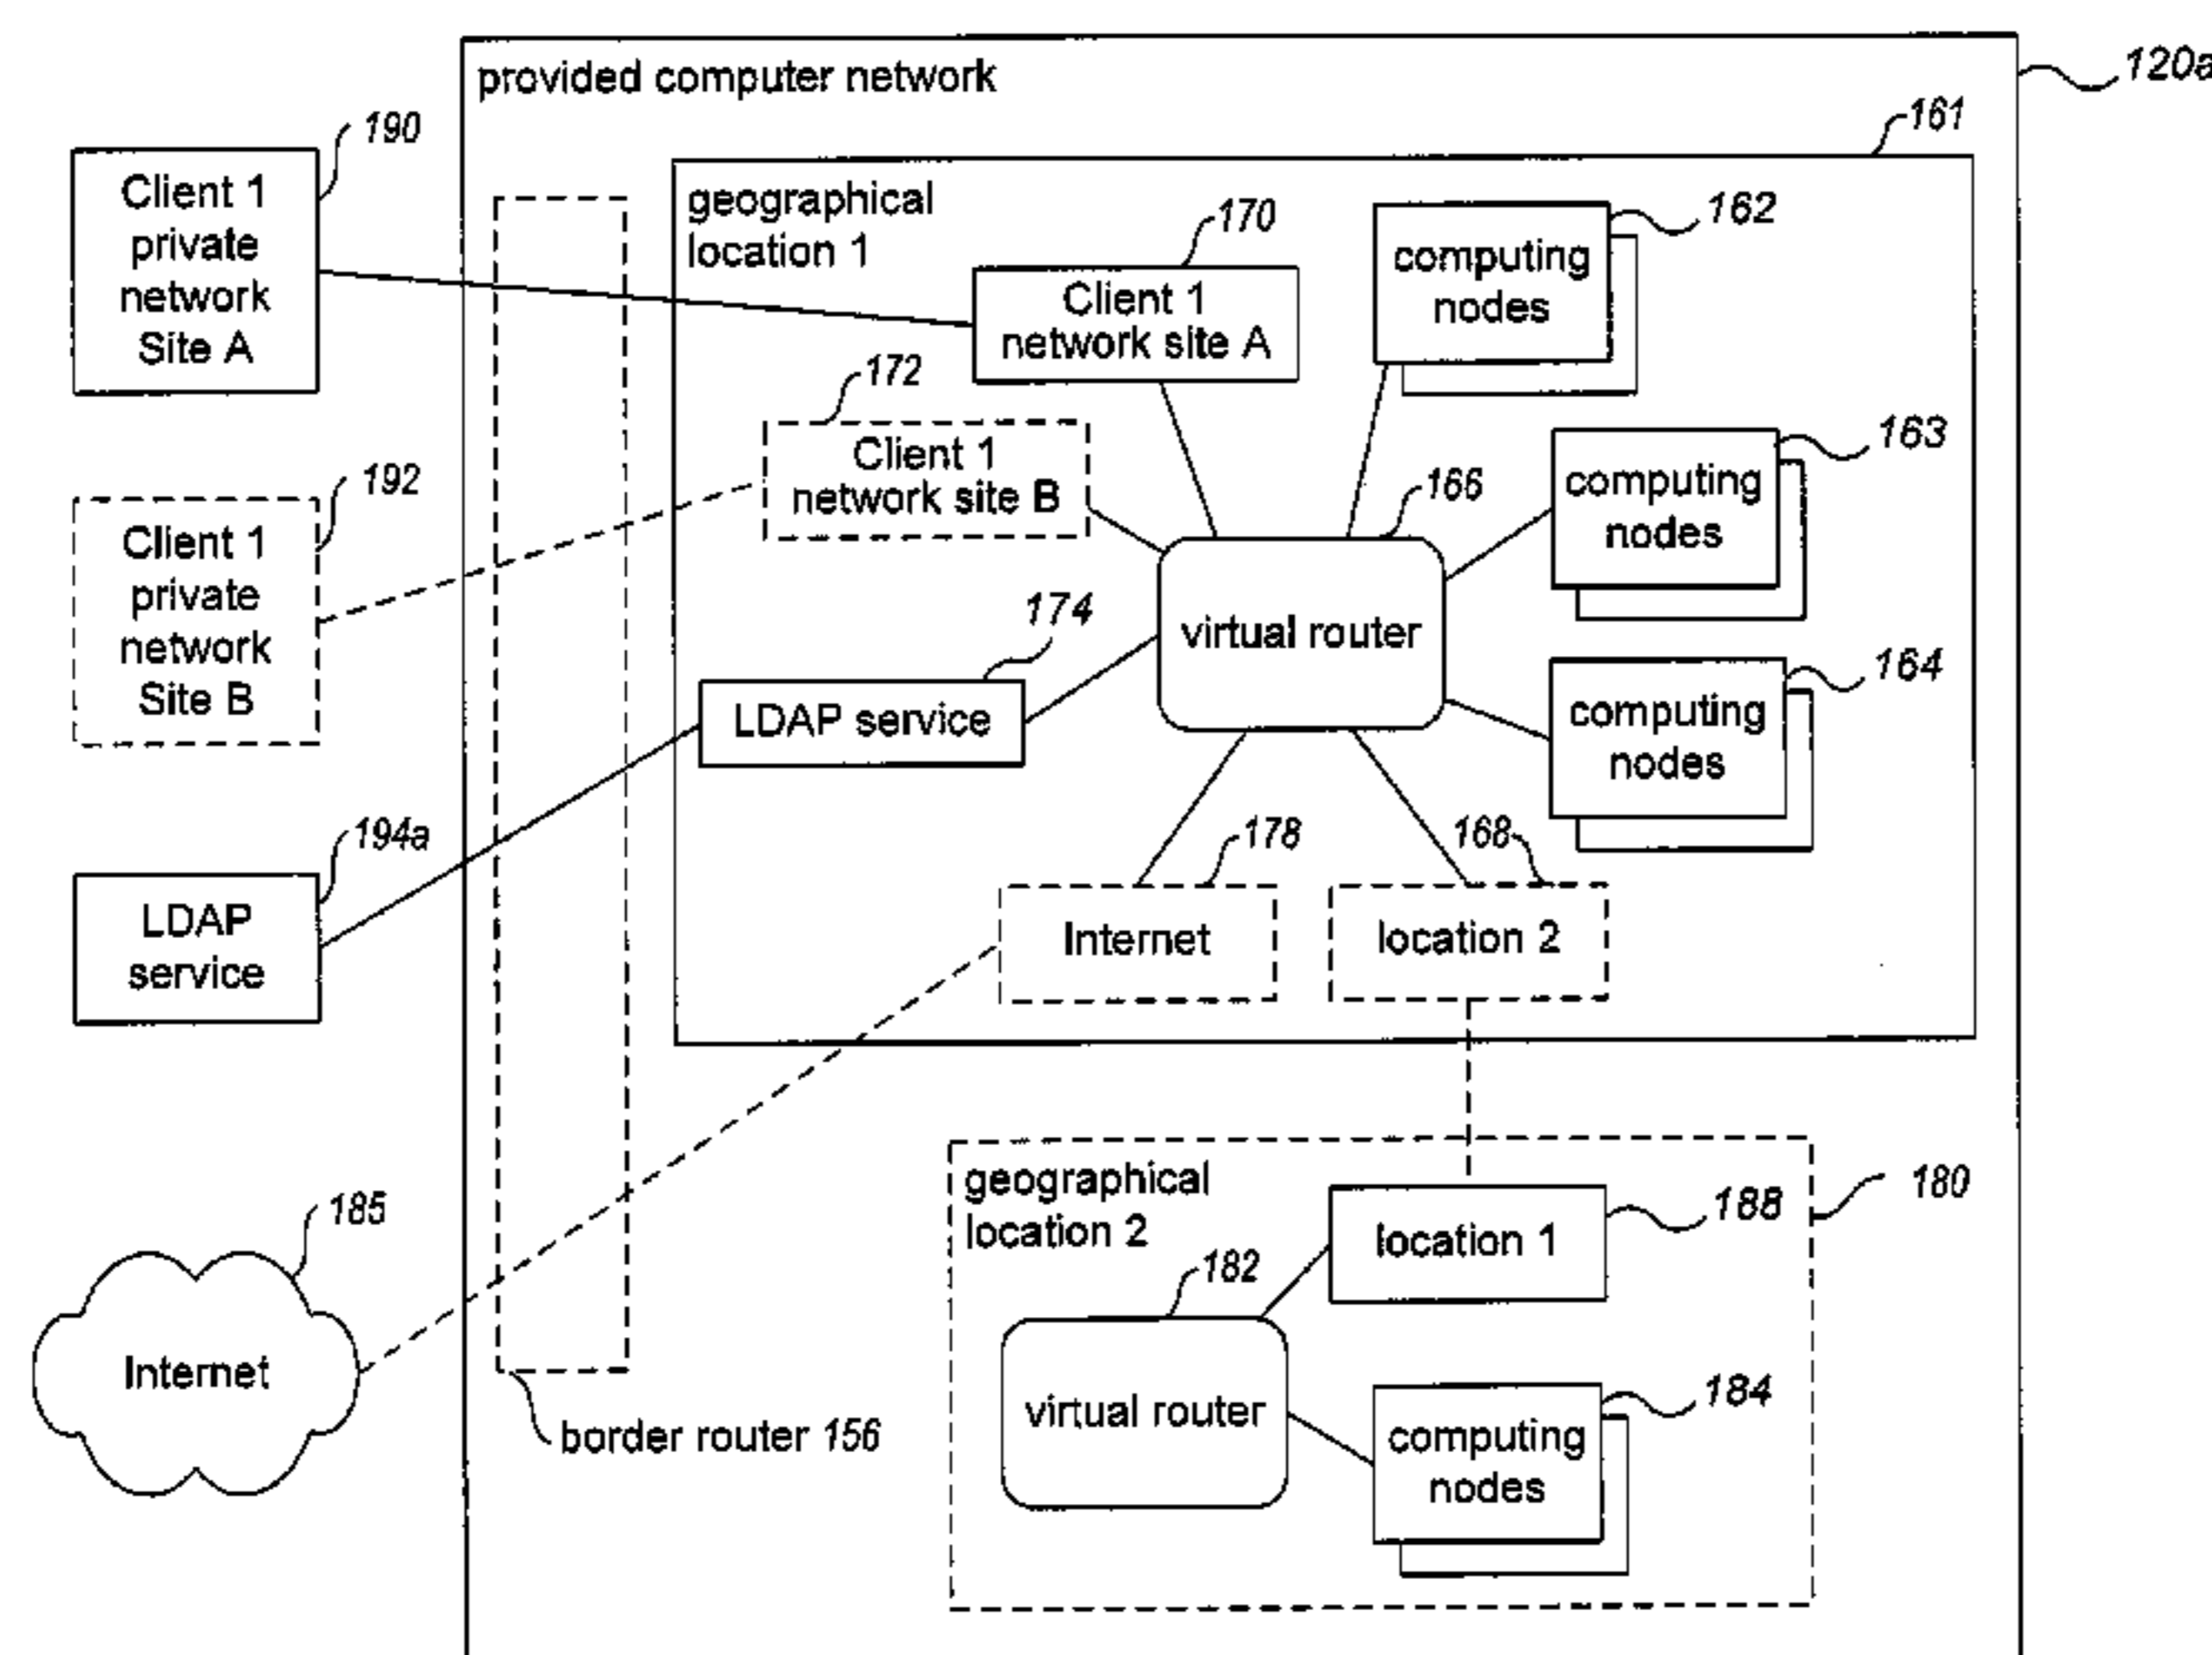 provided computer network
120a
161
190
Client 1
private
network
Site A
geographical
location 1
170
Client 1
network site A
162
computing
nodes
172
Client 1
network site B
163
computing
nodes
192
Client 1
private
network
Site B
166
virtual router
174
LDAP service
164
computing
nodes
194a
LDAP
service
178
Internet
168
location 2
geographical
location 2
180
188
location 1
185
Internet
182
virtual router
184
computing
nodes
border router 156